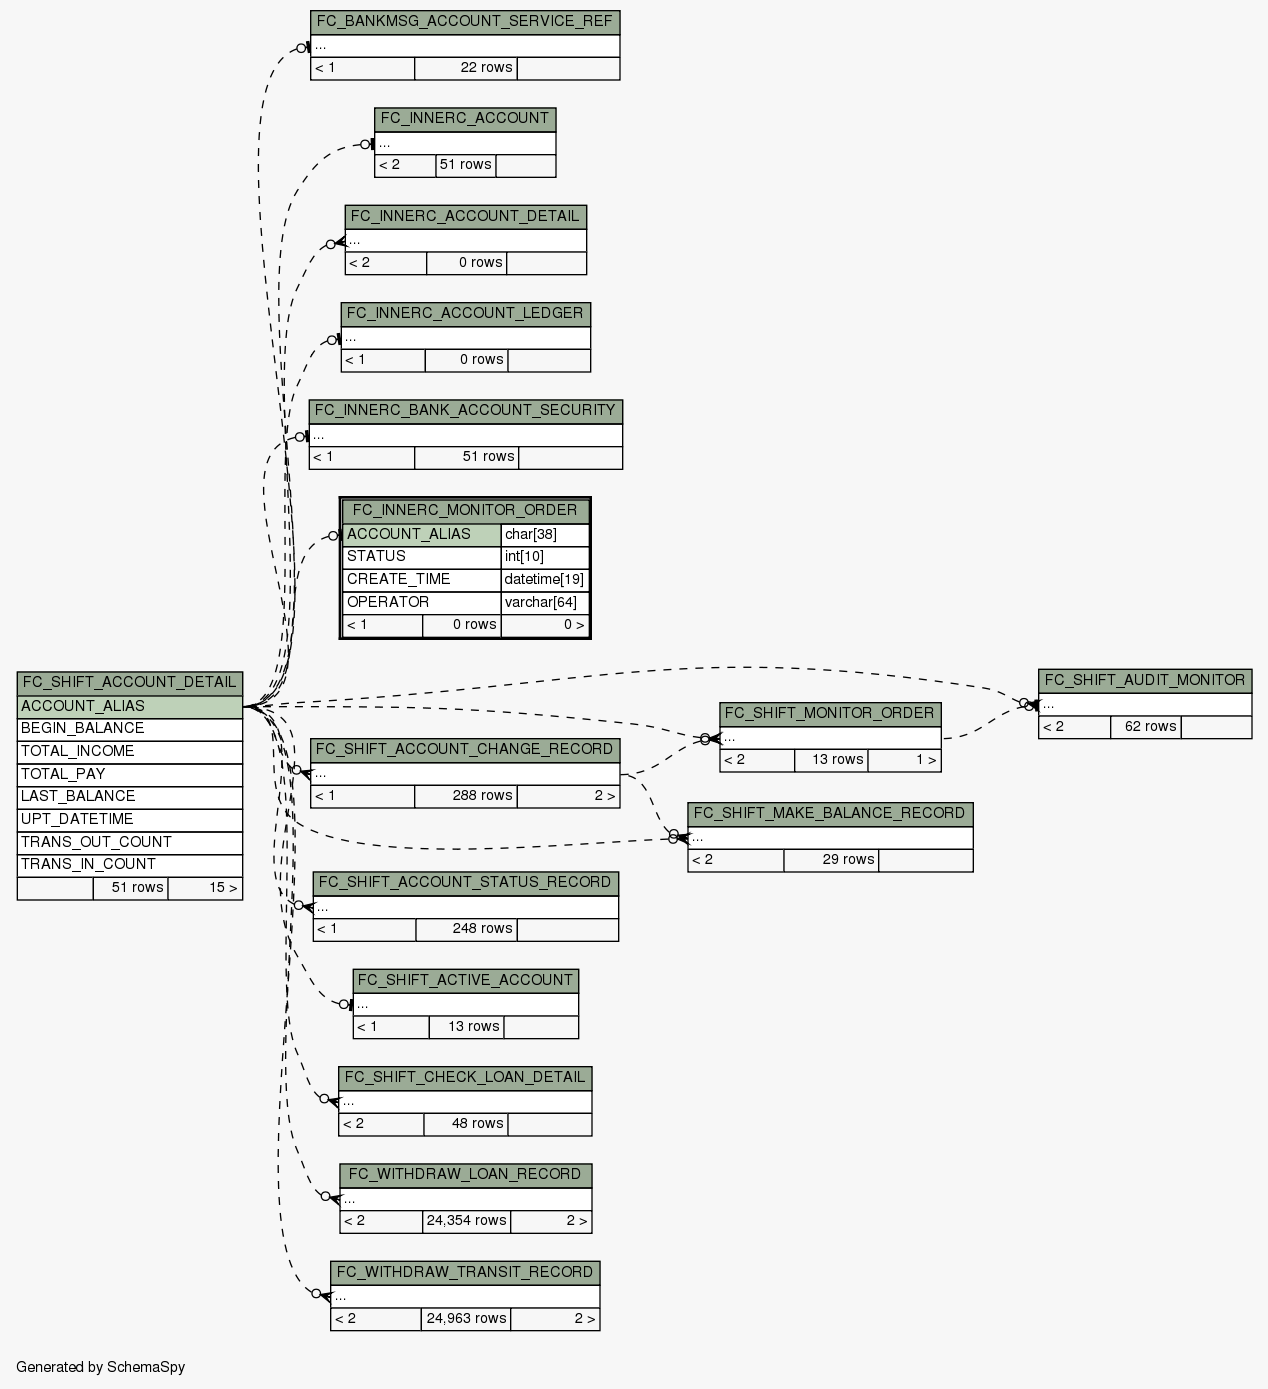 FC_BANKMSG_ACCOUNT_SERVICE_REF
...
< 1 22 rows
FC_INNERC_ACCOUNT
...
< 2 51 rows
FC_INNERC_ACCOUNT_DETAIL
...
< 2 0 rows
FC_INNERC_ACCOUNT_LEDGER
...
< 1 0 rows
FC_INNERC_BANK_ACCOUNT_SECURITY
...
< 1 51 rows
FC_INNERC_MONITOR_ORDER
ACCOUNT_ALIAS char[38]
STATUS int[10]
CREATE_TIME datetime[19]
OPERATOR varchar[64]
< 1 0 rows 0 >
FC_SHIFT_ACCOUNT_DETAIL
ACCOUNT_ALIAS
BEGIN_BALANCE
TOTAL_INCOME
TOTAL_PAY
LAST_BALANCE
UPT_DATETIME
TRANS_OUT_COUNT
TRANS_IN_COUNT
51 rows 15 >
FC_SHIFT_AUDIT_MONITOR
...
< 2 62 rows
FC_SHIFT_MONITOR_ORDER
...
< 2 13 rows 1 >
FC_SHIFT_ACCOUNT_CHANGE_RECORD
...
< 1 288 rows 2 >
FC_SHIFT_MAKE_BALANCE_RECORD
...
< 2 29 rows
FC_SHIFT_ACCOUNT_STATUS_RECORD
...
< 1 248 rows
FC_SHIFT_ACTIVE_ACCOUNT
...
< 1 13 rows
FC_SHIFT_CHECK_LOAN_DETAIL
...
< 2 48 rows
FC_WITHDRAW_LOAN_RECORD
...
< 2 24,354 rows 2 >
FC_WITHDRAW_TRANSIT_RECORD
...
< 2 24,963 rows 2 >
Generated by SchemaSpy